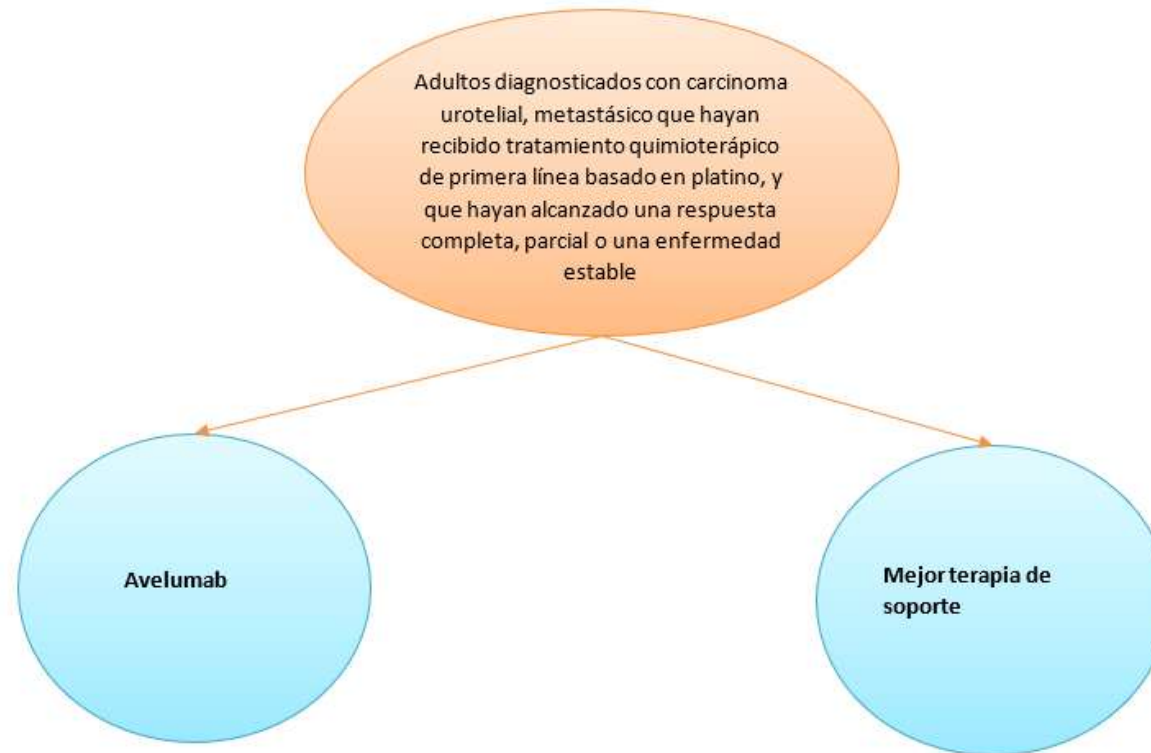 Adultos diagnosticados con carcinoma
urotelial, metastásico que hayan
recibido tratamiento quimioterápico
de primera línea basado en platino, y
que hayan alcanzado una respuesta
completa, parcial o una enfermedad
estable
Avelumab
Mejor terapia de
soporte